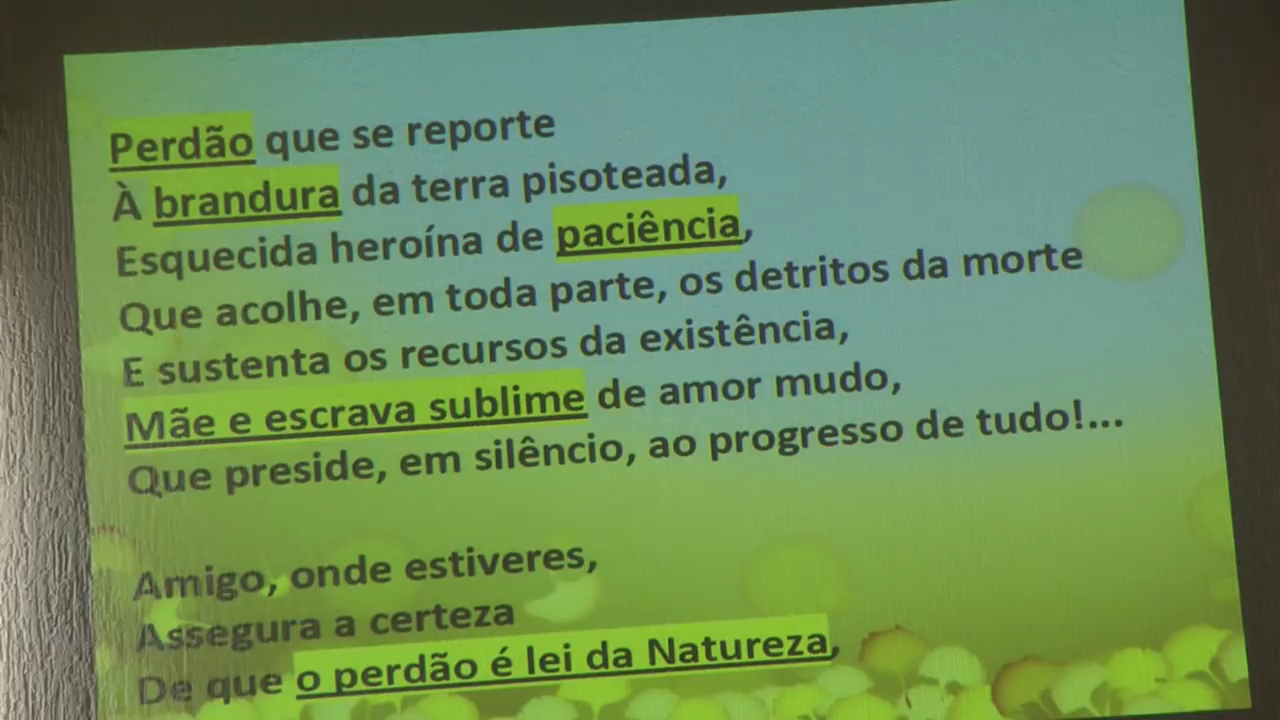 Perdão que se reporte
À brandura da terra pisoteada,
Esquecida heroína de paciência,
Que acolhe, em toda parte, os detritos da morte
E sustenta os recursos da existência,
Mãe e escrava sublime de amor mudo,
Que preside, em silêncio, ao progresso de tudo!...
Amigo, onde estiveres,
Assegura a certeza
De que o perdão é lei da Natureza,